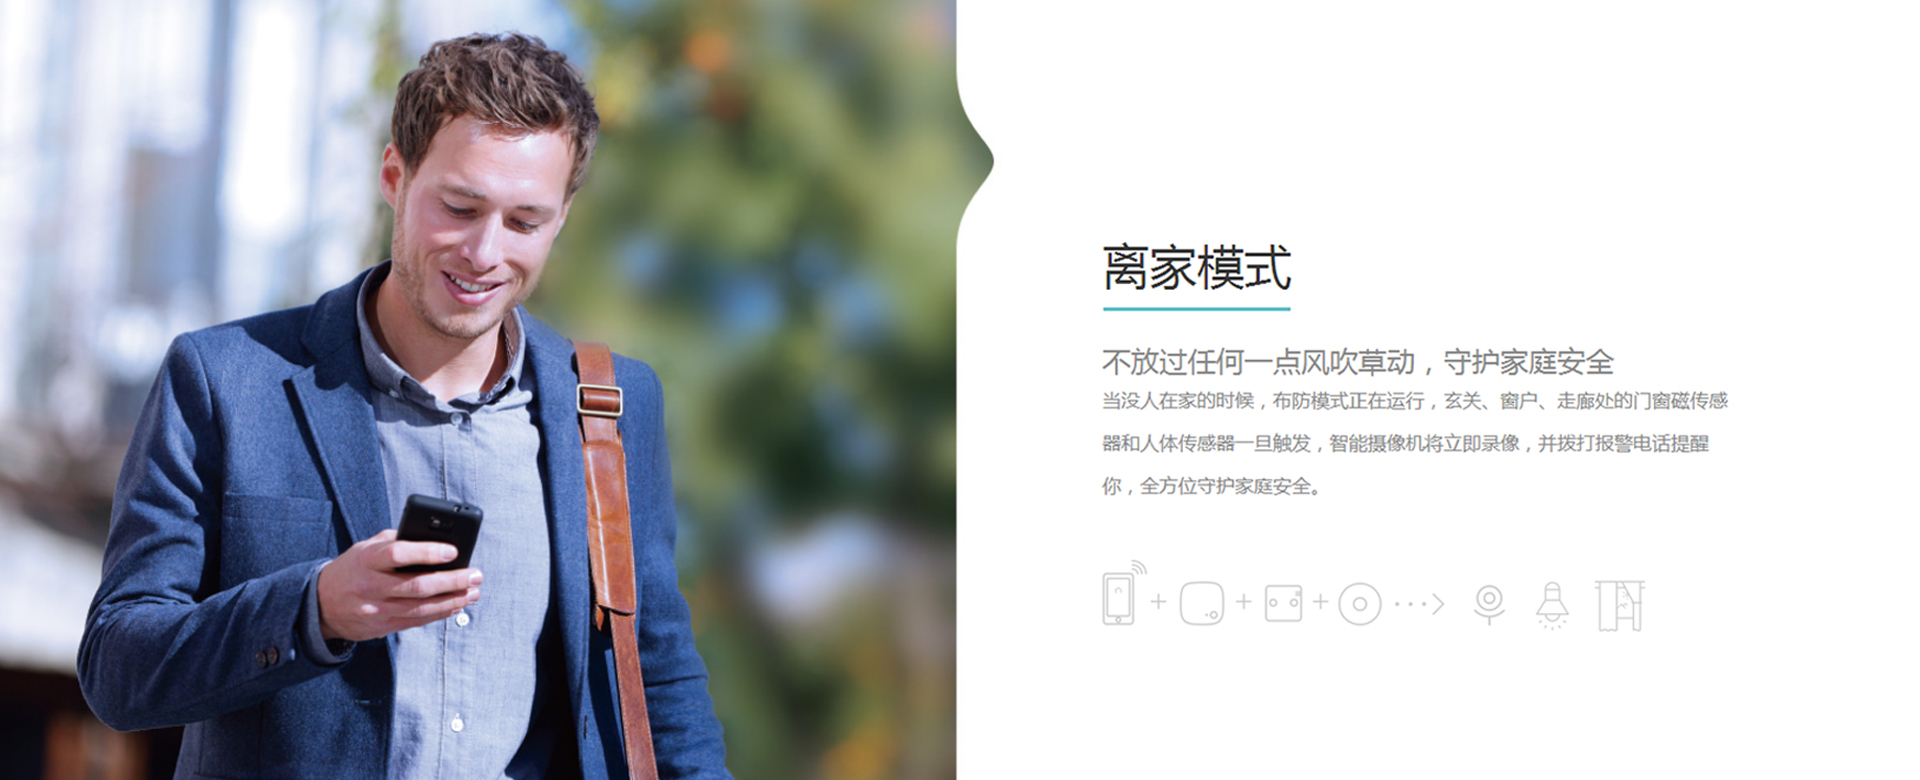 离家模式
不放过任何一点风吹草动，守护家庭安全
当没人在家的时候，布防模式正在运行，玄关、窗户、走廊处的门窗磁传感
器和人体传感器一旦触发，智能摄像机将立即录像，并拨打报警电话提醒
你，全方位守护家庭安全。